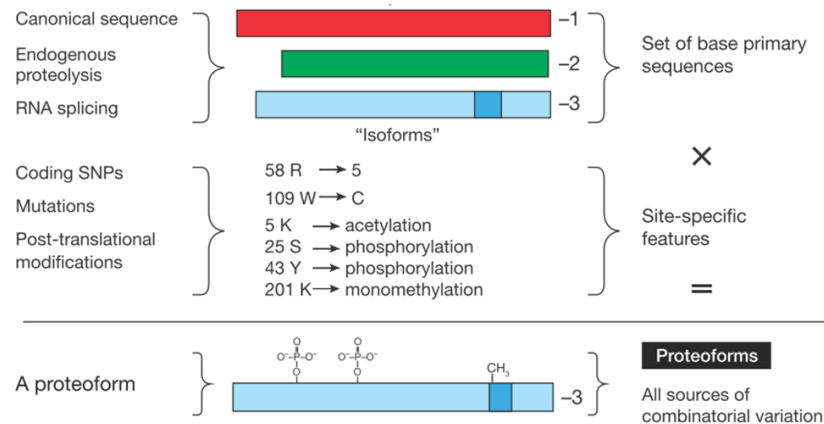 Canonical sequence
Endogenous
proteolysis
RNA splicing
–1
–2
–3
"Isoforms"
Set of base primary
sequences
×
Coding SNPs
Mutations
Post-translational
modifications
58 R → 5
109 W → C
5 K → acetylation
25 S → phosphorylation
43 Y → phosphorylation
201 K → monomethylation
Site-specific
features
=
A proteoform
O
O⁻–P–O⁻
O
O
O⁻–P–O⁻
O
CH₃
–3
Proteoforms
All sources of
combinatorial variation